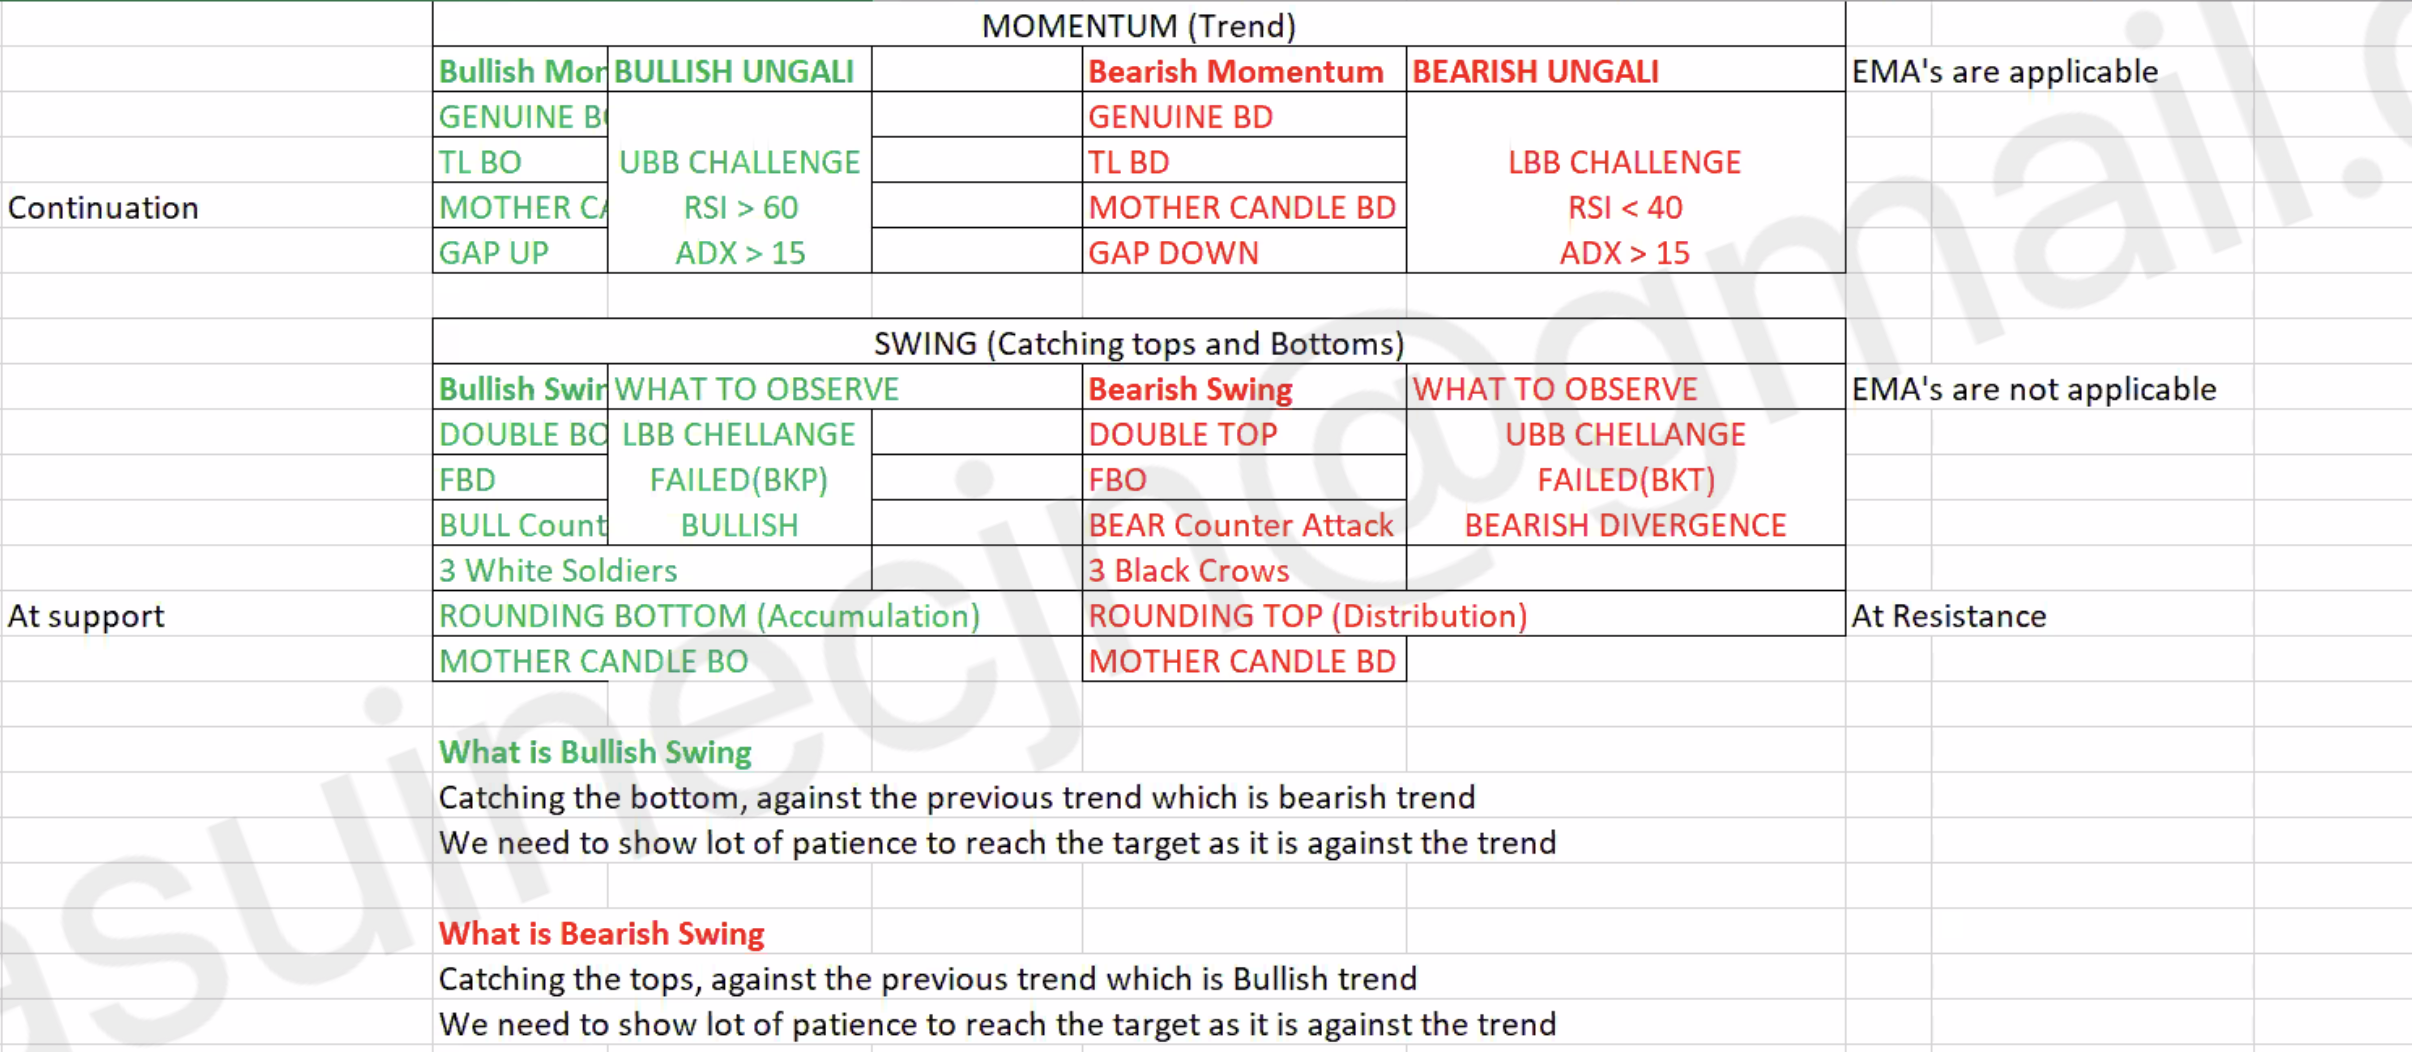 MOMENTUM (Trend)
Bullish Mor BULLISH UNGALI Bearish Momentum BEARISH UNGALI EMA's are applicable
GENUINE BO GENUINE BD
TL BO UBB CHALLENGE TL BD LBB CHALLENGE
Continuation MOTHER CA RSI > 60 MOTHER CANDLE BD RSI < 40
GAP UP ADX > 15 GAP DOWN ADX > 15
SWING (Catching tops and Bottoms)
Bullish Swin WHAT TO OBSERVE Bearish Swing WHAT TO OBSERVE EMA's are not applicable
DOUBLE BO LBB CHELLANGE DOUBLE TOP UBB CHELLANGE
FBD FAILED(BKP) FBO FAILED(BKT)
BULL Count BULLISH BEAR Counter Attack BEARISH DIVERGENCE
3 White Soldiers 3 Black Crows
At support ROUNDING BOTTOM (Accumulation) ROUNDING TOP (Distribution) At Resistance
MOTHER CANDLE BO MOTHER CANDLE BD
What is Bullish Swing
Catching the bottom, against the previous trend which is bearish trend
We need to show lot of patience to reach the target as it is against the trend
What is Bearish Swing
Catching the tops, against the previous trend which is Bullish trend
We need to show lot of patience to reach the target as it is against the trend
asuinecjn@gmail.c